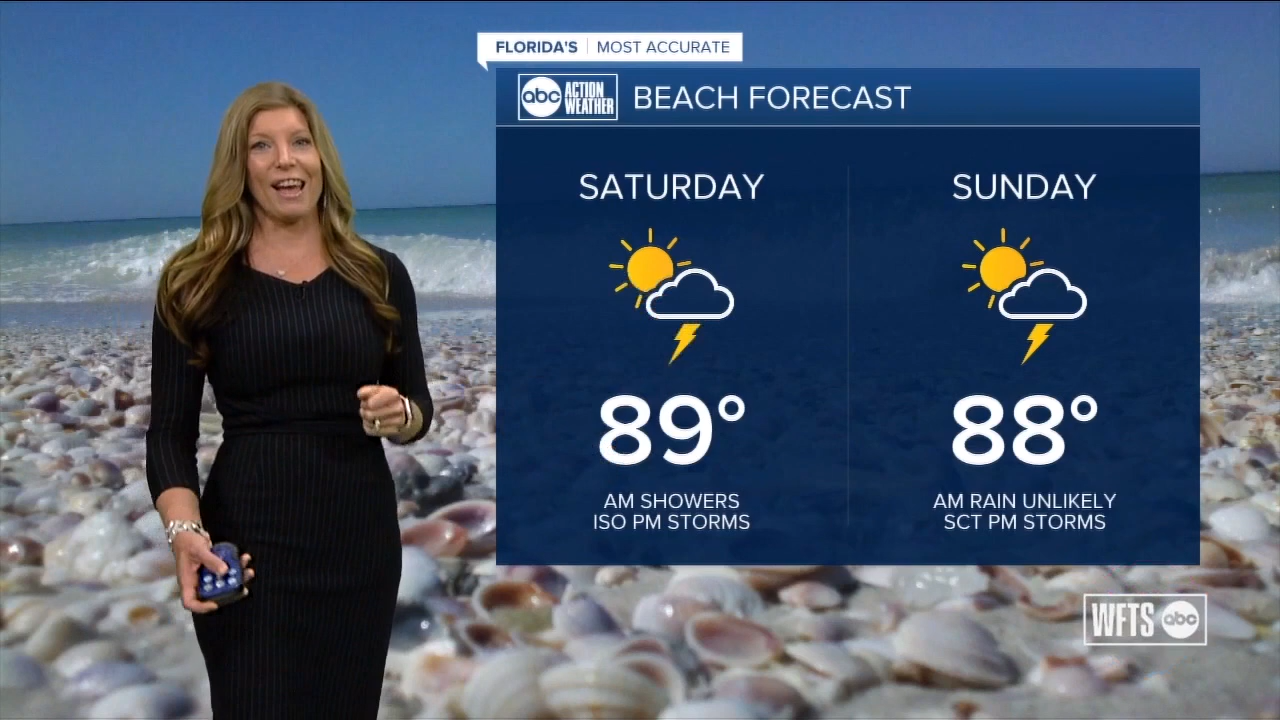 FLORIDA'S MOST ACCURATE
abc ACTION WEATHER BEACH FORECAST
SATURDAY
89°
AM SHOWERS
ISO PM STORMS
SUNDAY
88°
AM RAIN UNLIKELY
SCT PM STORMS
WFTS abc